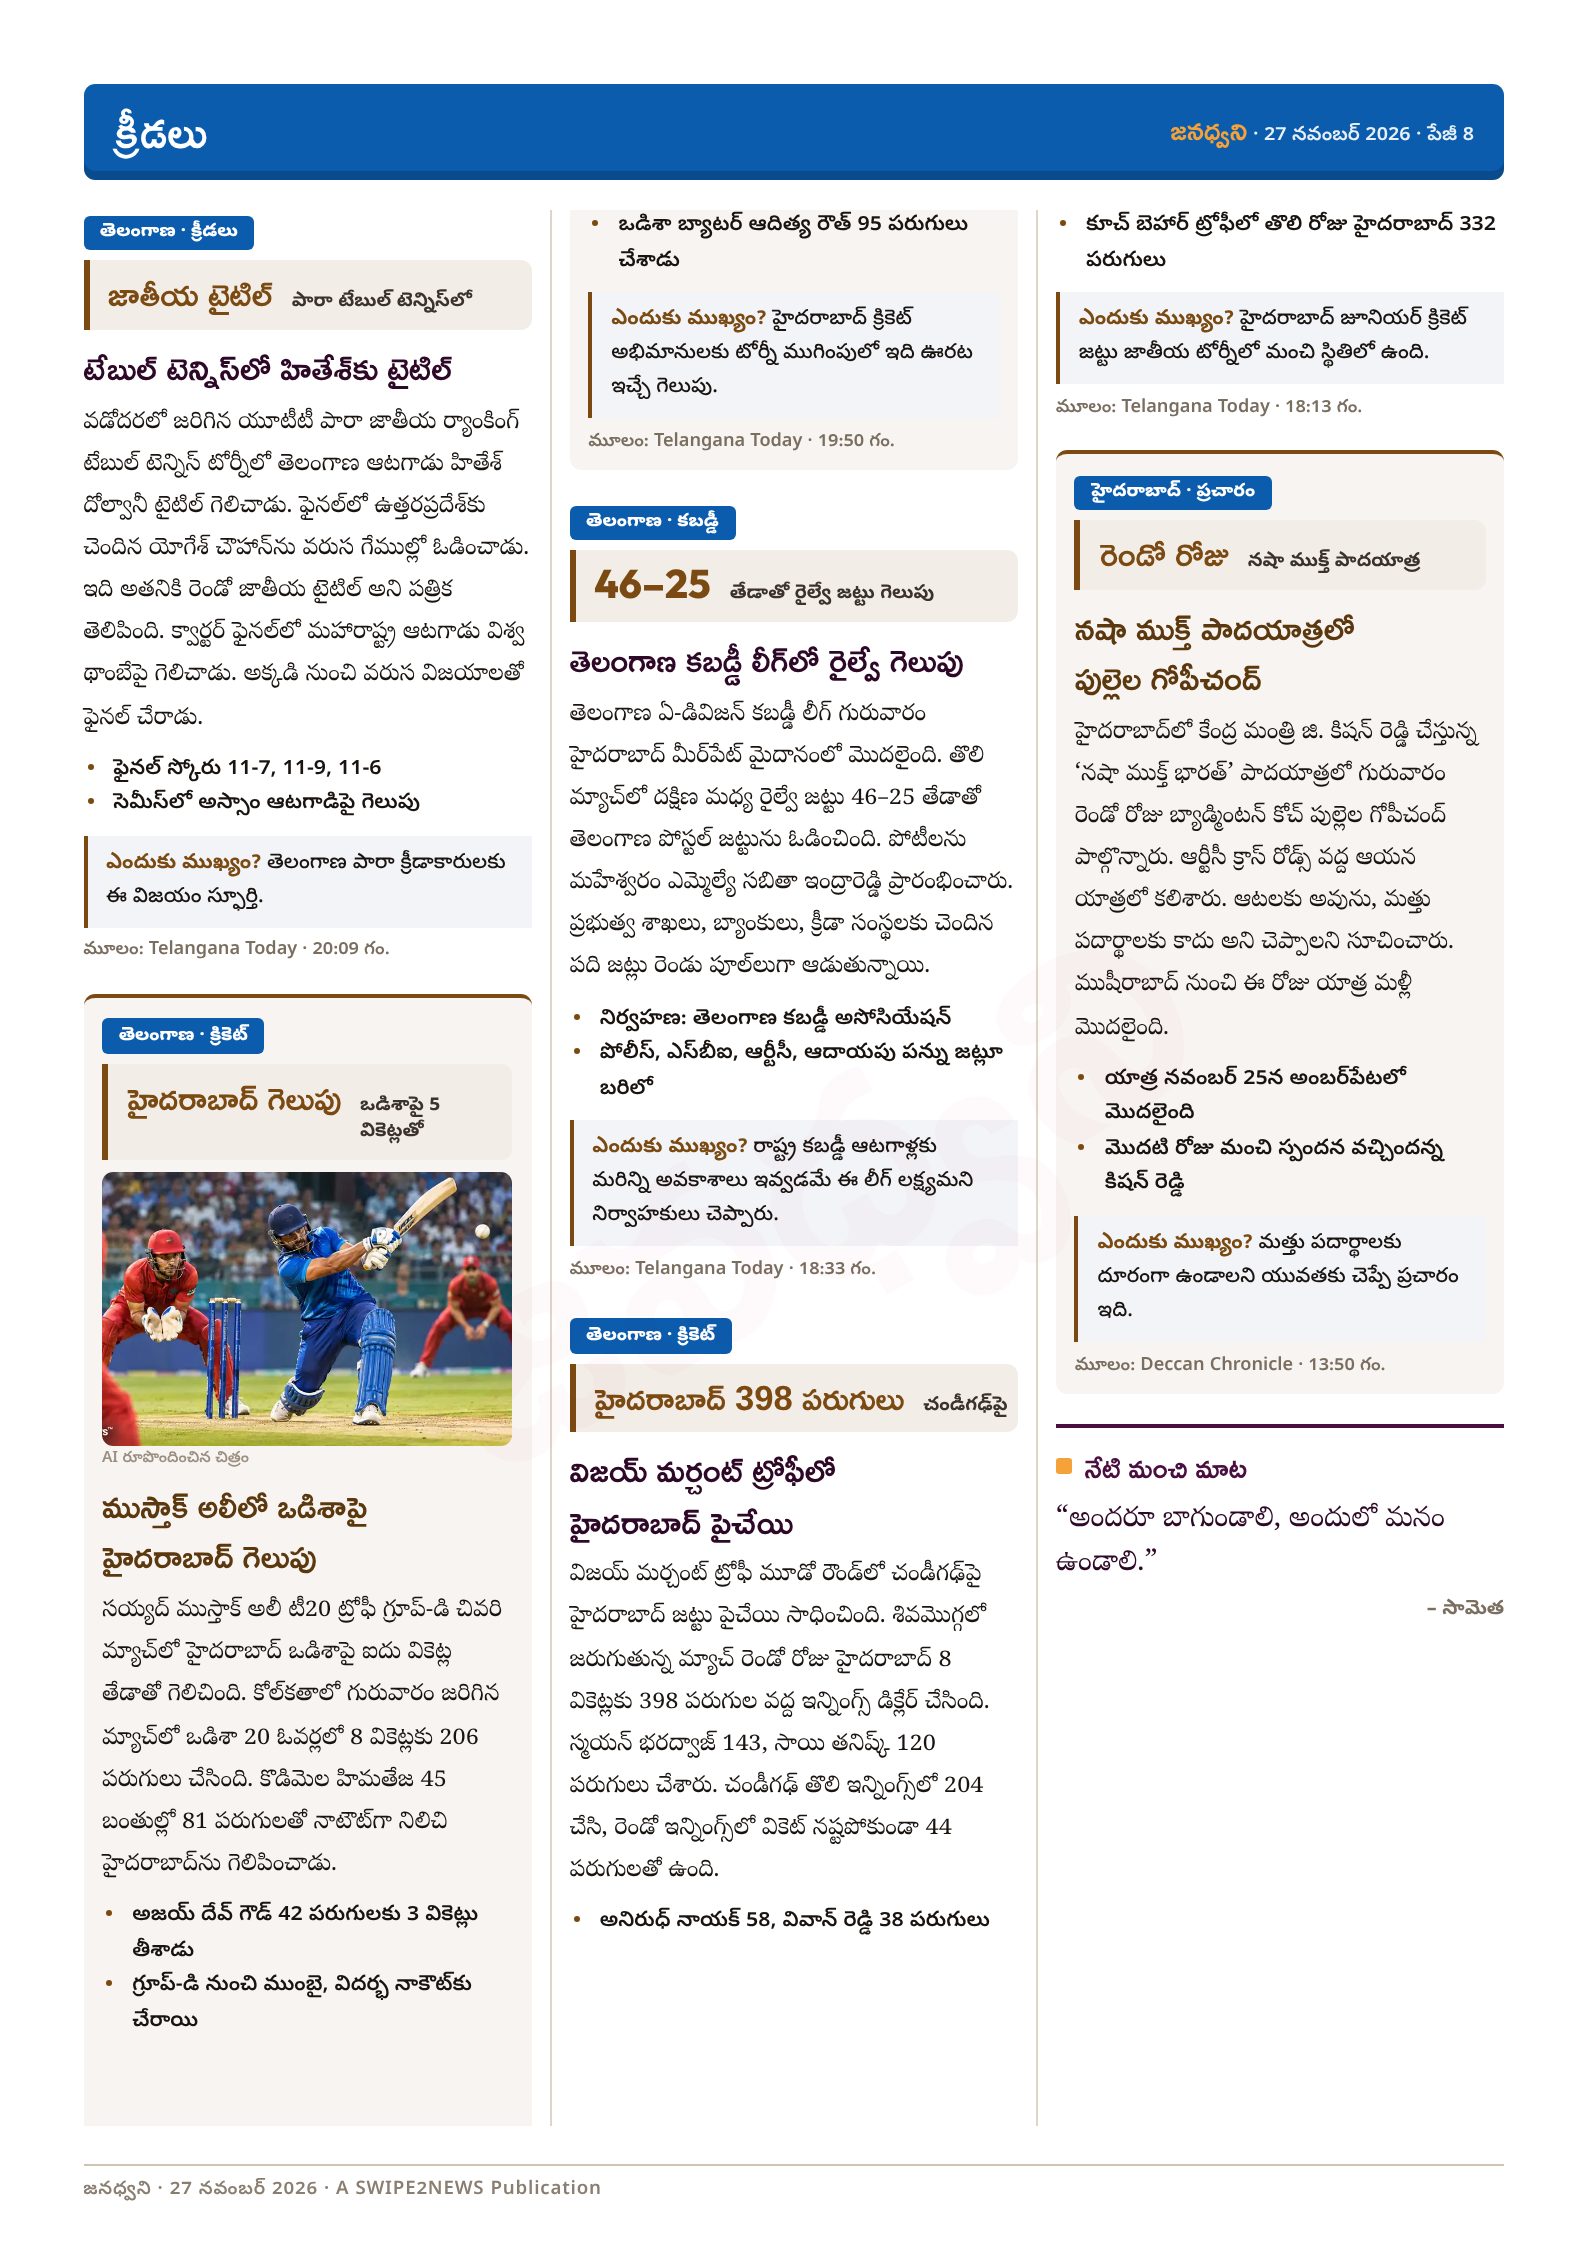 క్రీడలు
జనధ్వని · 27 నవంబర్ 2026 · పేజీ 8
తెలంగాణ · క్రీడలు
జాతీయ టైటిల్ పారా టేబుల్ టెన్నిస్‌లో
టేబుల్ టెన్నిస్‌లో హితేశ్‌కు టైటిల్
వడోదరలో జరిగిన యూటీటీ పారా జాతీయ ర్యాంకింగ్
టేబుల్ టెన్నిస్ టోర్నీలో తెలంగాణ ఆటగాడు హితేశ్
దోల్వానీ టైటిల్ గెలిచాడు. ఫైనల్‌లో ఉత్తరప్రదేశ్‌కు
చెందిన యోగేశ్ చౌహాన్‌ను వరుస గేముల్లో ఓడించాడు.
ఇది అతనికి రెండో జాతీయ టైటిల్ అని పత్రిక
తెలిపింది. క్వార్టర్ ఫైనల్‌లో మహారాష్ట్ర ఆటగాడు విశ్వ
థాంబేపై గెలిచాడు. అక్కడి నుంచి వరుస విజయాలతో
ఫైనల్ చేరాడు.
• ఫైనల్ స్కోరు 11-7, 11-9, 11-6
• సెమీస్‌లో అస్సాం ఆటగాడిపై గెలుపు
ఎందుకు ముఖ్యం? తెలంగాణ పారా క్రీడాకారులకు
ఈ విజయం స్ఫూర్తి.
మూలం: Telangana Today · 20:09 గం.
తెలంగాణ · క్రికెట్
హైదరాబాద్ గెలుపు ఒడిశాపై 5
వికెట్లతో
AI రూపొందించిన చిత్రం
ముస్తాక్ అలీలో ఒడిశాపై
హైదరాబాద్ గెలుపు
సయ్యద్ ముస్తాక్ అలీ టీ20 ట్రోఫీ గ్రూప్-డి చివరి
మ్యాచ్‌లో హైదరాబాద్ ఒడిశాపై ఐదు వికెట్ల
తేడాతో గెలిచింది. కోల్‌కతాలో గురువారం జరిగిన
మ్యాచ్‌లో ఒడిశా 20 ఓవర్లలో 8 వికెట్లకు 206
పరుగులు చేసింది. కొడిమెల హిమతేజ 45
బంతుల్లో 81 పరుగులతో నాటౌట్‌గా నిలిచి
హైదరాబాద్‌ను గెలిపించాడు.
• అజయ్ దేవ్ గౌడ్ 42 పరుగులకు 3 వికెట్లు
తీశాడు
• గ్రూప్-డి నుంచి ముంబై, విదర్భ నాకౌట్‌కు
చేరాయి
• ఒడిశా బ్యాటర్ ఆదిత్య రౌత్ 95 పరుగులు
చేశాడు
ఎందుకు ముఖ్యం? హైదరాబాద్ క్రికెట్
అభిమానులకు టోర్నీ ముగింపులో ఇది ఊరట
ఇచ్చే గెలుపు.
మూలం: Telangana Today · 19:50 గం.
తెలంగాణ · కబడ్డీ
46–25 తేడాతో రైల్వే జట్టు గెలుపు
తెలంగాణ కబడ్డీ లీగ్‌లో రైల్వే గెలుపు
తెలంగాణ ఏ-డివిజన్ కబడ్డీ లీగ్ గురువారం
హైదరాబాద్ మీర్‌పేట్ మైదానంలో మొదలైంది. తొలి
మ్యాచ్‌లో దక్షిణ మధ్య రైల్వే జట్టు 46–25 తేడాతో
తెలంగాణ పోస్టల్ జట్టును ఓడించింది. పోటీలను
మహేశ్వరం ఎమ్మెల్యే సబితా ఇంద్రారెడ్డి ప్రారంభించారు.
ప్రభుత్వ శాఖలు, బ్యాంకులు, క్రీడా సంస్థలకు చెందిన
పది జట్లు రెండు పూల్‌లుగా ఆడుతున్నాయి.
• నిర్వహణ: తెలంగాణ కబడ్డీ అసోసియేషన్
• పోలీస్, ఎస్‌బీఐ, ఆర్టీసీ, ఆదాయపు పన్ను జట్లూ
బరిలో
ఎందుకు ముఖ్యం? రాష్ట్ర కబడ్డీ ఆటగాళ్లకు
మరిన్ని అవకాశాలు ఇవ్వడమే ఈ లీగ్ లక్ష్యమని
నిర్వాహకులు చెప్పారు.
మూలం: Telangana Today · 18:33 గం.
తెలంగాణ · క్రికెట్
హైదరాబాద్ 398 పరుగులు చండీగఢ్‌పై
విజయ్ మర్చంట్ ట్రోఫీలో
హైదరాబాద్ పైచేయి
విజయ్ మర్చంట్ ట్రోఫీ మూడో రౌండ్‌లో చండీగఢ్‌పై
హైదరాబాద్ జట్టు పైచేయి సాధించింది. శివమొగ్గలో
జరుగుతున్న మ్యాచ్ రెండో రోజు హైదరాబాద్ 8
వికెట్లకు 398 పరుగుల వద్ద ఇన్నింగ్స్ డిక్లేర్ చేసింది.
స్మయన్ భరద్వాజ్ 143, సాయి తనిష్క్ 120
పరుగులు చేశారు. చండీగఢ్ తొలి ఇన్నింగ్స్‌లో 204
చేసి, రెండో ఇన్నింగ్స్‌లో వికెట్ నష్టపోకుండా 44
పరుగులతో ఉంది.
• అనిరుధ్ నాయక్ 58, వివాన్ రెడ్డి 38 పరుగులు
• కూచ్ బెహార్ ట్రోఫీలో తొలి రోజు హైదరాబాద్ 332
పరుగులు
ఎందుకు ముఖ్యం? హైదరాబాద్ జూనియర్ క్రికెట్
జట్టు జాతీయ టోర్నీలో మంచి స్థితిలో ఉంది.
మూలం: Telangana Today · 18:13 గం.
హైదరాబాద్ · ప్రచారం
రెండో రోజు నషా ముక్త్ పాదయాత్ర
నషా ముక్త్ పాదయాత్రలో
పుల్లెల గోపీచంద్
హైదరాబాద్‌లో కేంద్ర మంత్రి జి. కిషన్ రెడ్డి చేస్తున్న
‘నషా ముక్త్ భారత్’ పాదయాత్రలో గురువారం
రెండో రోజు బ్యాడ్మింటన్ కోచ్ పుల్లెల గోపీచంద్
పాల్గొన్నారు. ఆర్టీసీ క్రాస్ రోడ్స్ వద్ద ఆయన
యాత్రలో కలిశారు. ఆటలకు అవును, మత్తు
పదార్థాలకు కాదు అని చెప్పాలని సూచించారు.
ముషీరాబాద్ నుంచి ఈ రోజు యాత్ర మళ్లీ
మొదలైంది.
• యాత్ర నవంబర్ 25న అంబర్‌పేటలో
మొదలైంది
• మొదటి రోజు మంచి స్పందన వచ్చిందన్న
కిషన్ రెడ్డి
ఎందుకు ముఖ్యం? మత్తు పదార్థాలకు
దూరంగా ఉండాలని యువతకు చెప్పే ప్రచారం
ఇది.
మూలం: Deccan Chronicle · 13:50 గం.
నేటి మంచి మాట
“అందరూ బాగుండాలి, అందులో మనం
ఉండాలి.”
– సామెత
జనధ్వని · 27 నవంబర్ 2026 · A SWIPE2NEWS Publication